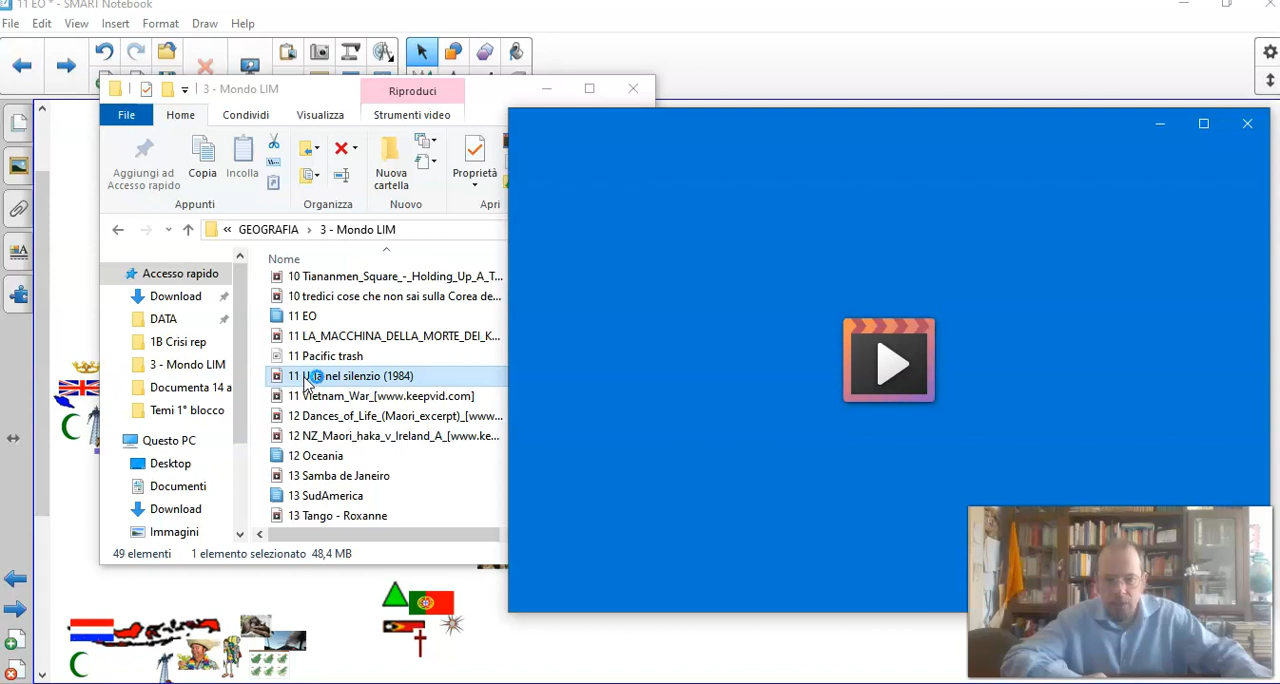 11 EO * - SMART Notebook
File Edit View Insert Format Draw Help
3 - Mondo LIM
Riproduci
File Home Condividi Visualizza Strumenti video
Aggiungi ad
Accesso rapido
Copia
Incolla
Nuova
cartella
Proprietà
Appunti
Organizza
Nuovo
Apri
« GEOGRAFIA > 3 - Mondo LIM
Nome
Accesso rapido
Download
DATA
1B Crisi rep
3 - Mondo LIM
Documenta 14 a
Temi 1° blocco
Questo PC
Desktop
Documenti
Download
Immagini
10 Tiananmen_Square_-_Holding_Up_A_T...
10 tredici cose che non sai sulla Corea de...
11 EO
11 LA_MACCHINA_DELLA_MORTE_DEI_K...
11 Pacific trash
11 nel silenzio (1984)
11 Vietnam_War_[www.keepvid.com]
12 Dances_of_Life_(Maori_excerpt)_[www...
12 NZ_Maori_haka_v_Ireland_A_[www.ke...
12 Oceania
13 Samba de Janeiro
13 SudAmerica
13 Tango - Roxanne
49 elementi 1 elemento selezionato 48,4 MB